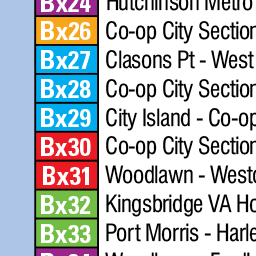 Bx24 Hutchinson Metro
Bx26 Co-op City Section
Bx27 Clasons Pt - West
Bx28 Co-op City Section
Bx29 City Island - Co-op
Bx30 Co-op City Section
Bx31 Woodlawn - Westc
Bx32 Kingsbridge VA Ho
Bx33 Port Morris - Harle